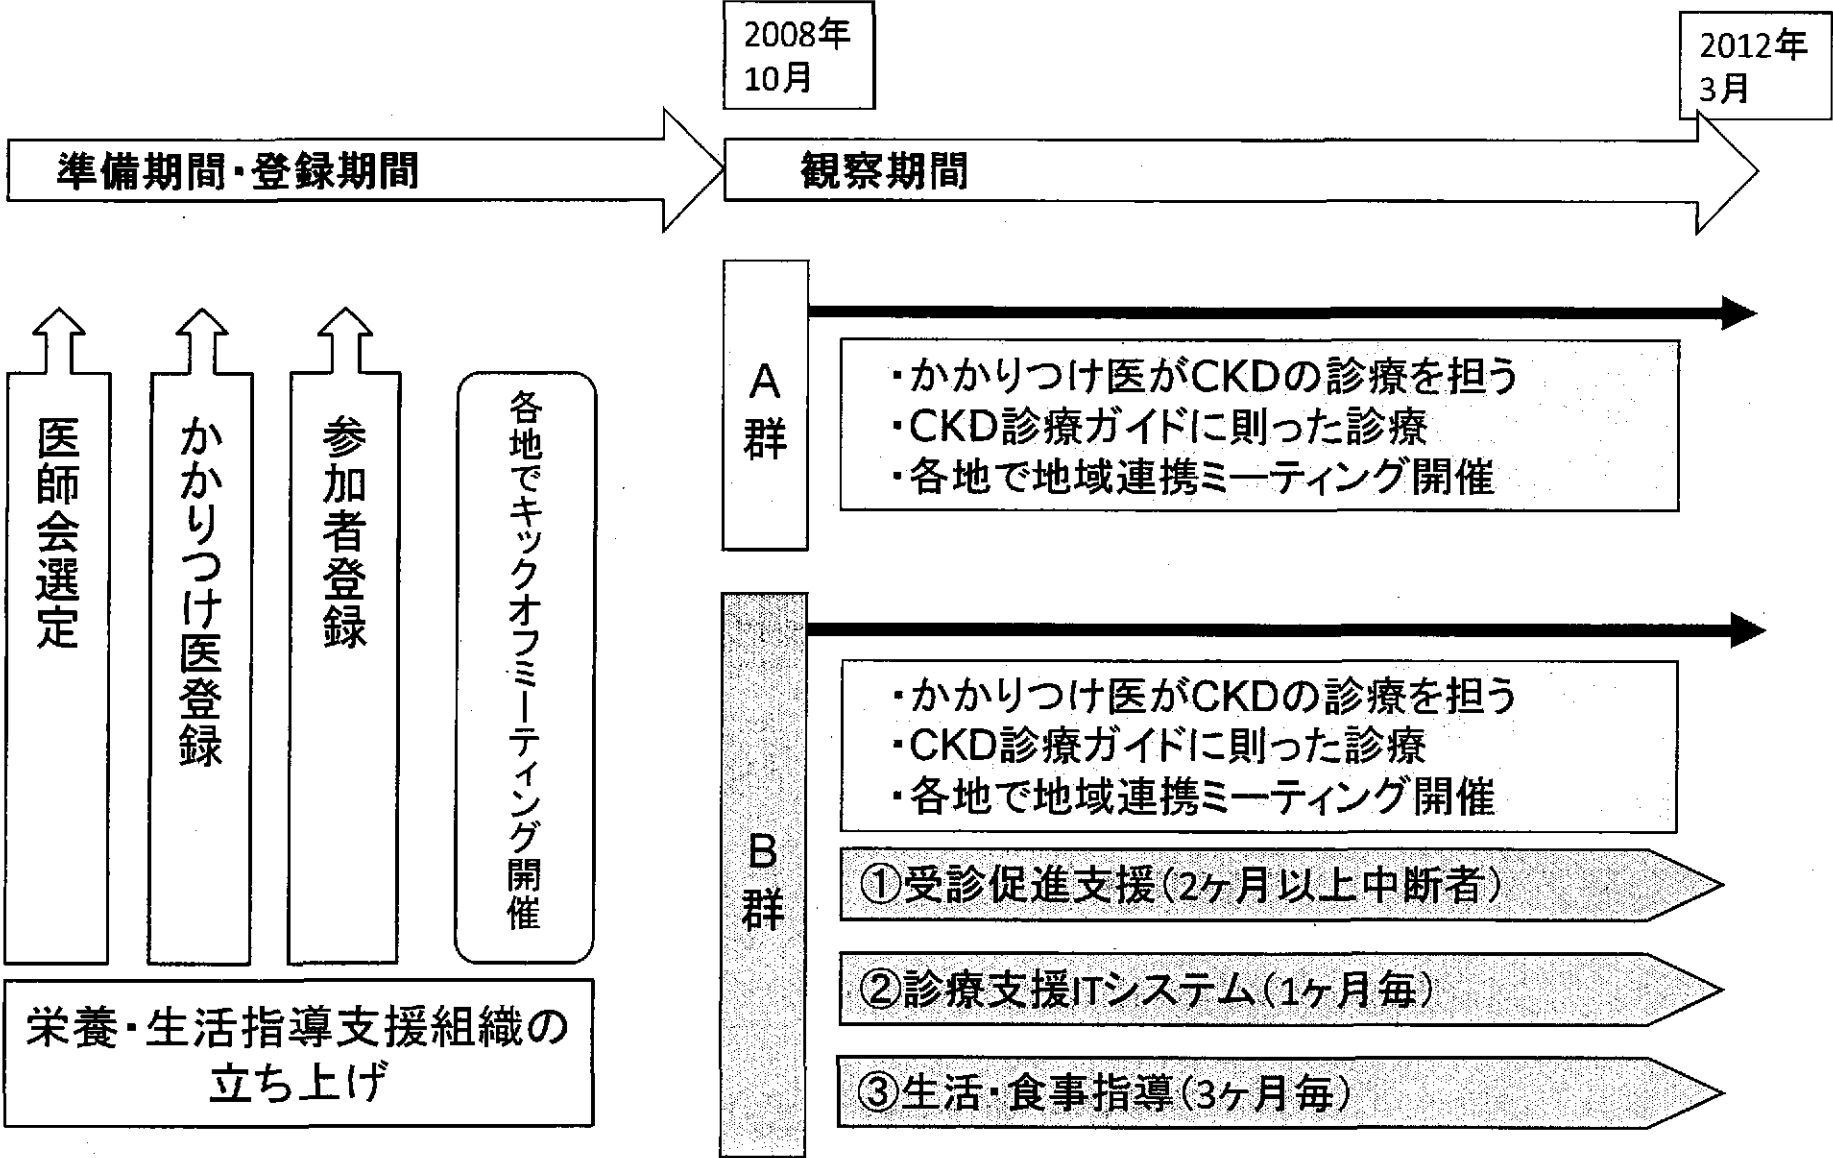 2008年
10月
2012年
3月
準備期間・登録期間
観察期間
医師会選定
かかりつけ医登録
参加者登録
各地でキックオフミーティング開催
栄養・生活指導支援組織の
立ち上げ
A
群
・かかりつけ医がCKDの診療を担う
・CKD診療ガイドに則った診療
・各地で地域連携ミーティング開催
B
群
・かかりつけ医がCKDの診療を担う
・CKD診療ガイドに則った診療
・各地で地域連携ミーティング開催
①受診促進支援(2ヶ月以上中断者)
②診療支援ITシステム(1ヶ月毎)
③生活・食事指導(3ヶ月毎)